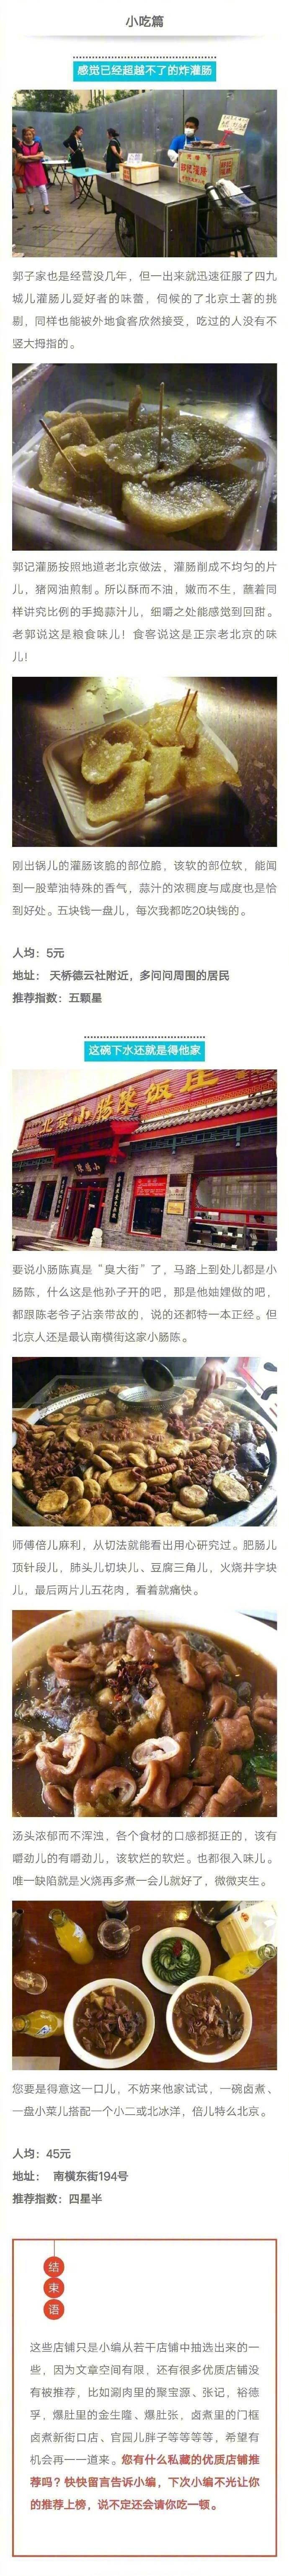 小吃篇
感觉已经超越不了的炸灌肠
郭子家也是经营没几年，但一出来就迅速征服了四九
城儿灌肠儿爱好者的味蕾，伺候的了北京土著的挑
剔，同样也能被外地食客欣然接受，吃过的人没有不
竖大拇指的。
郭记灌肠按照地道老北京做法，灌肠削成不均匀的片
儿，猪网油煎制。所以酥而不油，嫩而不生，蘸着同
样讲究比例的手捣蒜汁儿，细嚼之处能感觉到回甜。
老郭说这是粮食味儿！食客说这是正宗老北京的味
儿！
刚出锅儿的灌肠该脆的部位脆，该软的部位软，能闻
到一股荤油特殊的香气，蒜汁的浓稠度与咸度也是恰
到好处。五块钱一盘儿，每次我都吃20块钱的。
人均：5元
地址： 天桥德云社附近，多问问周围的居民
推荐指数：五颗星
这碗下水还就是得他家
北京小肠陈饭庄
要说小肠陈真是“臭大街”了，马路上到处儿都是小
肠陈，什么这是他孙子开的吧，那是他妯娌做的吧，
都跟陈老爷子沾亲带故的，说的还都特一本正经。但
北京人还是最认南横街这家小肠陈。
师傅倍儿麻利，从切法就能看出用心研究过。肥肠儿
顶针段儿，肺头儿切块儿、豆腐三角儿，火烧井字块
儿，最后两片儿五花肉，看着就痛快。
汤头浓郁而不浑浊，各个食材的口感都挺正的，该有
嚼劲儿的有嚼劲儿，该软烂的软烂。也都很入味儿。
唯一缺陷就是火烧再多煮一会儿就好了，微微夹生。
您要是得意这一口儿，不妨来他家试试，一碗卤煮、
一盘小菜儿搭配一个小二或北冰洋，倍儿特么北京。
人均：45元
地址： 南横东街194号
推荐指数：四星半
结
束
语
这些店铺只是小编从若干店铺中抽选出来的一
些，因为文章空间有限，还有很多优质店铺没
有被推荐，比如涮肉里的聚宝源、张记，裕德
孚，爆肚里的金生隆、爆肚张，卤煮里的门框
卤煮新街口店、官园儿胖子等等等等，希望有
机会再一一道来。您有什么私藏的优质店铺推
荐吗？快快留言告诉小编，下次小编不光让你
的推荐上榜，说不定还会请你吃一顿。